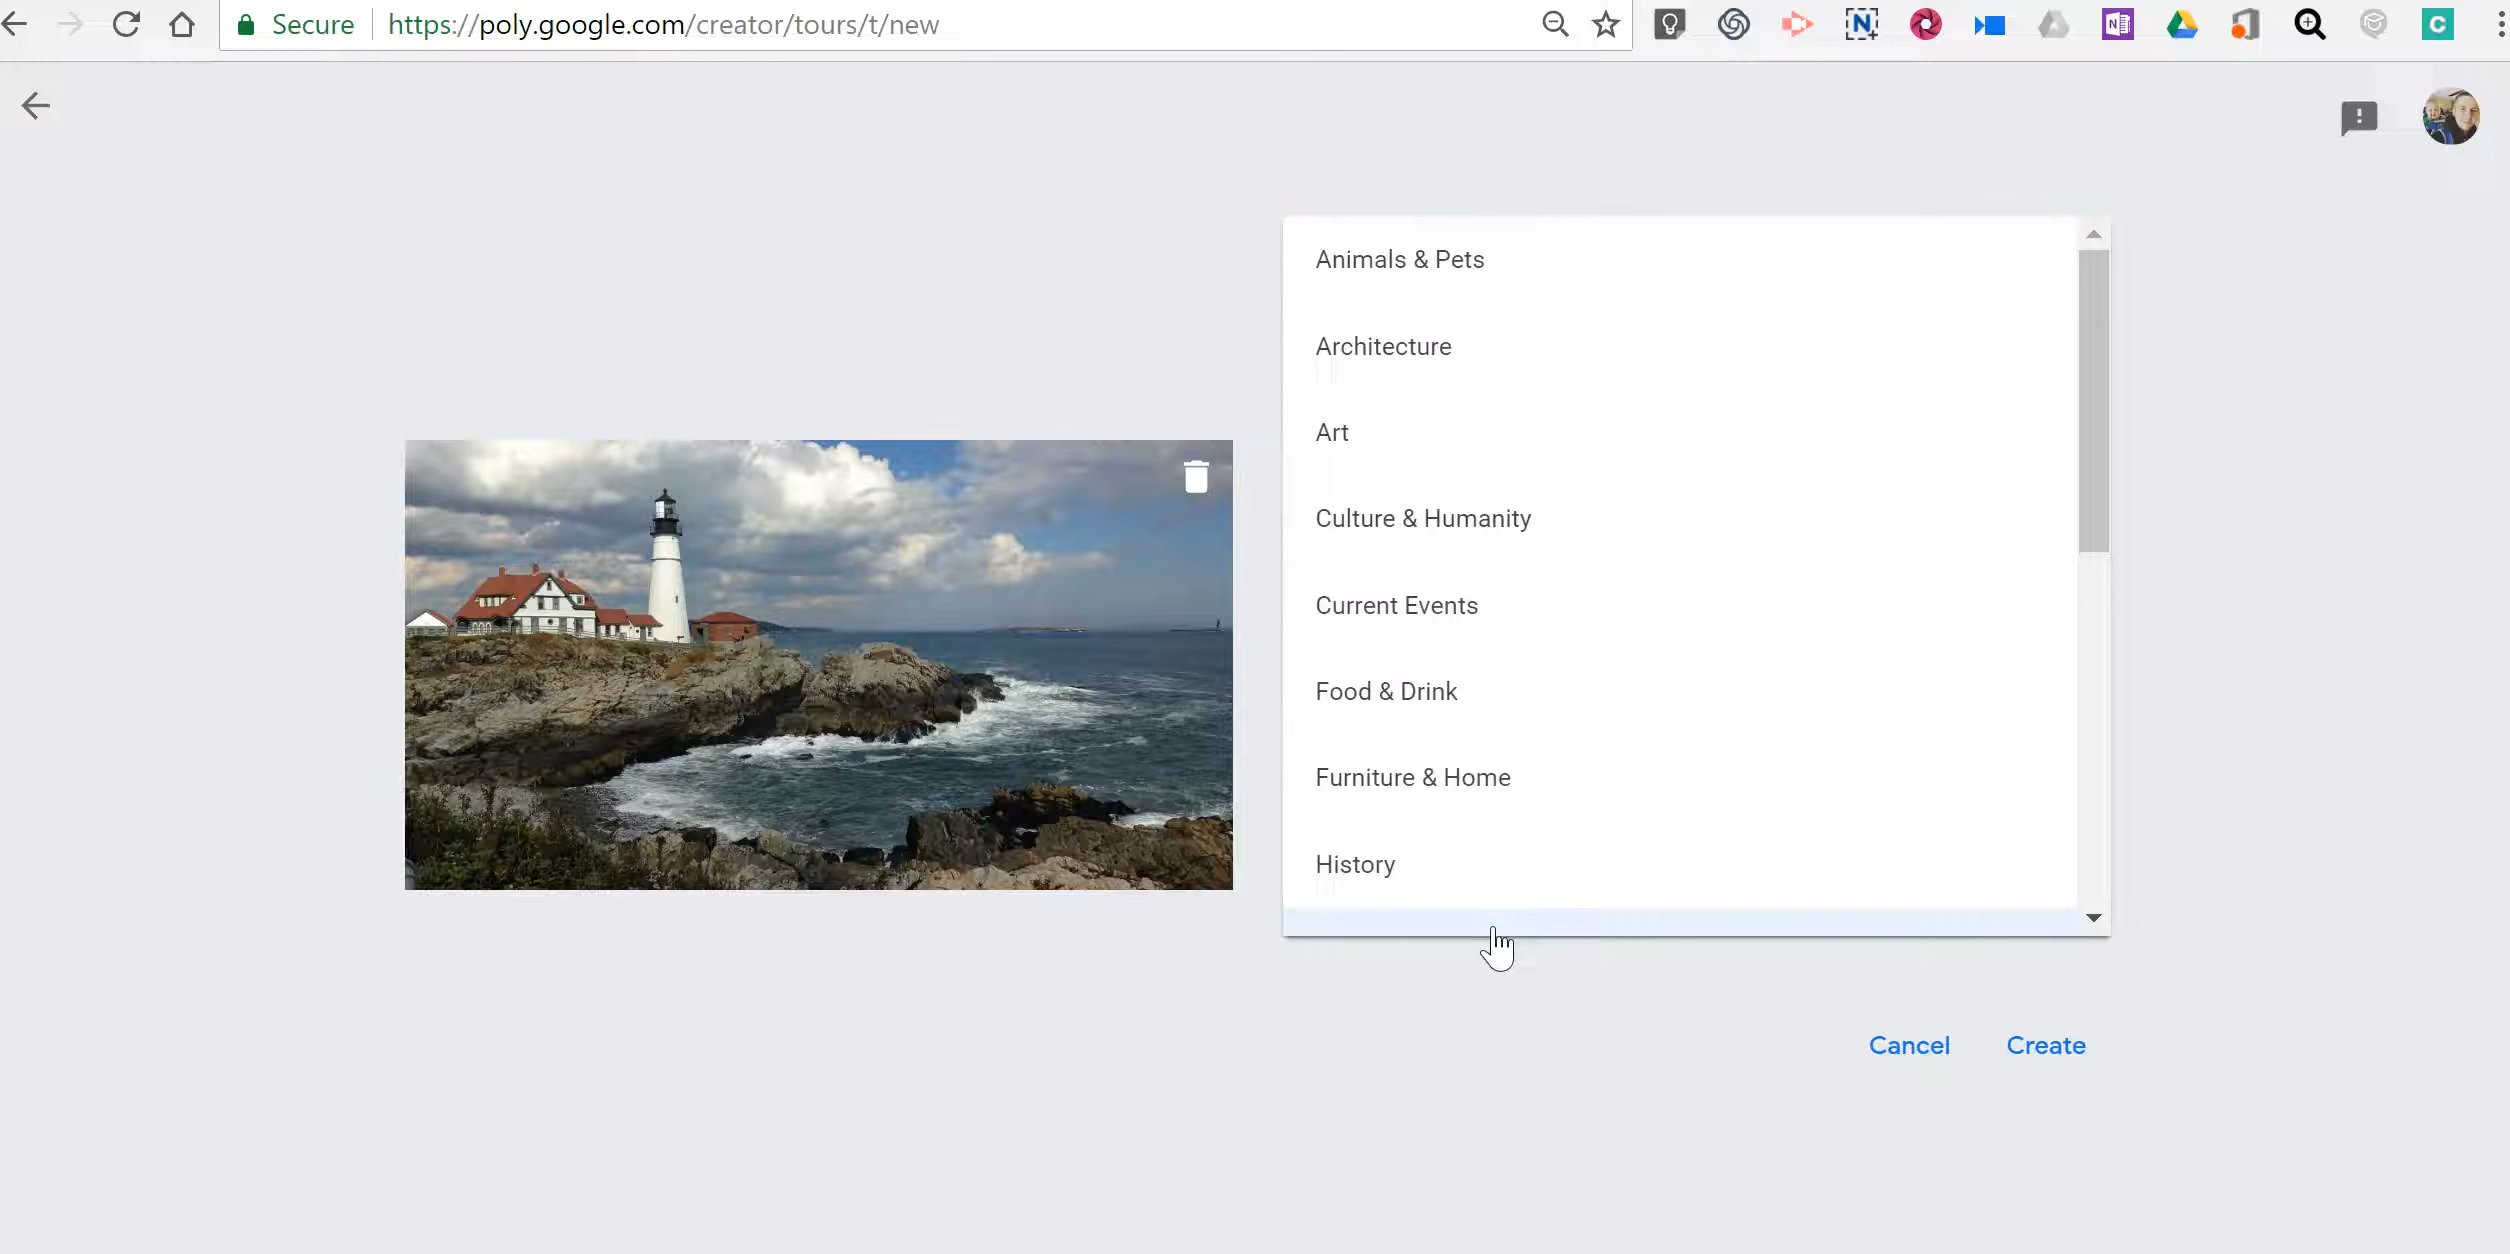 Secure https://poly.google.com/creator/tours/t/new
N
N
C
Animals & Pets
Architecture
Art
Culture & Humanity
Current Events
Food & Drink
Furniture & Home
History
Cancel Create